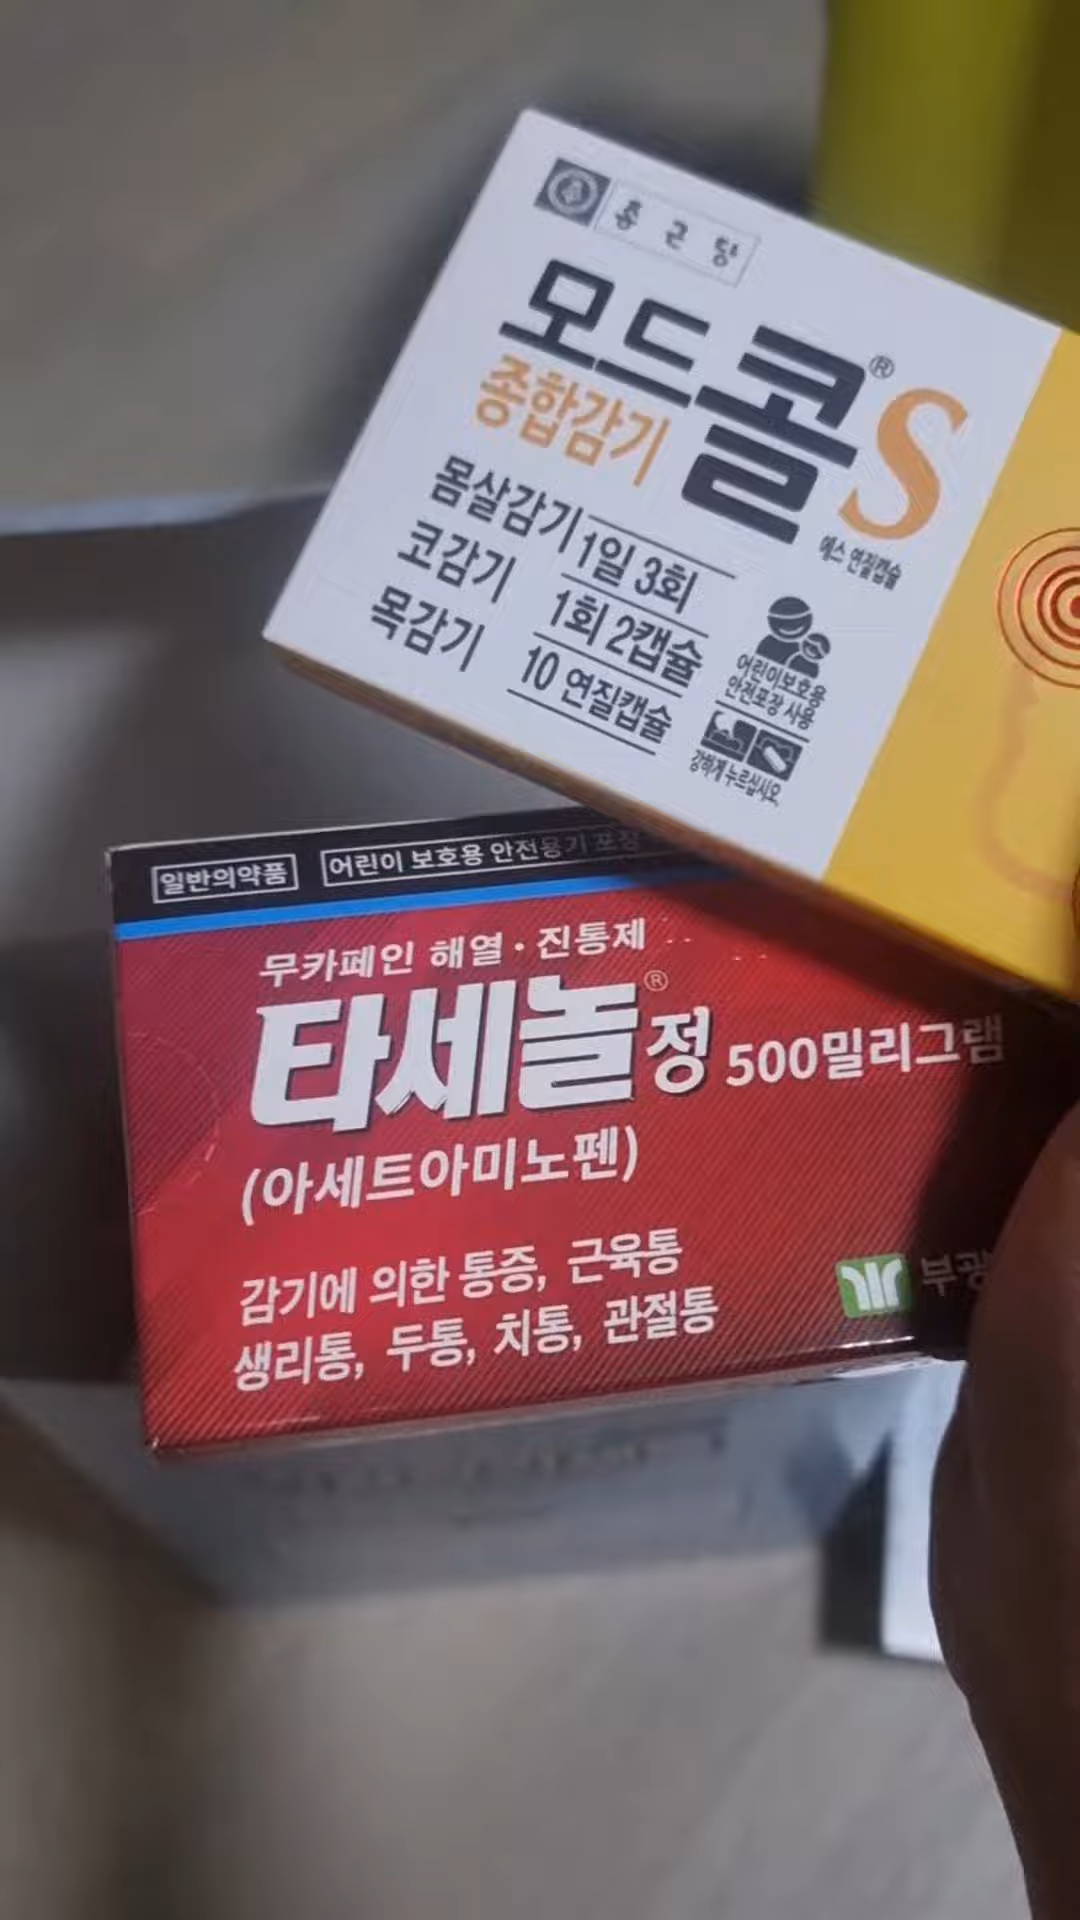 종근당
모드콜® S
종합감기
에스 연질캡슐
몸살감기
코감기
목감기
1일 3회
1회 2캡슐
10 연질캡슐
어린이보호용
안전포장 사용
강하게 누르십시오.
일반의약품 어린이 보호용 안전용기 포장
무카페인 해열·진통제
타세놀®정 500밀리그램
(아세트아미노펜)
감기에 의한 통증, 근육통
생리통, 두통, 치통, 관절통
부광